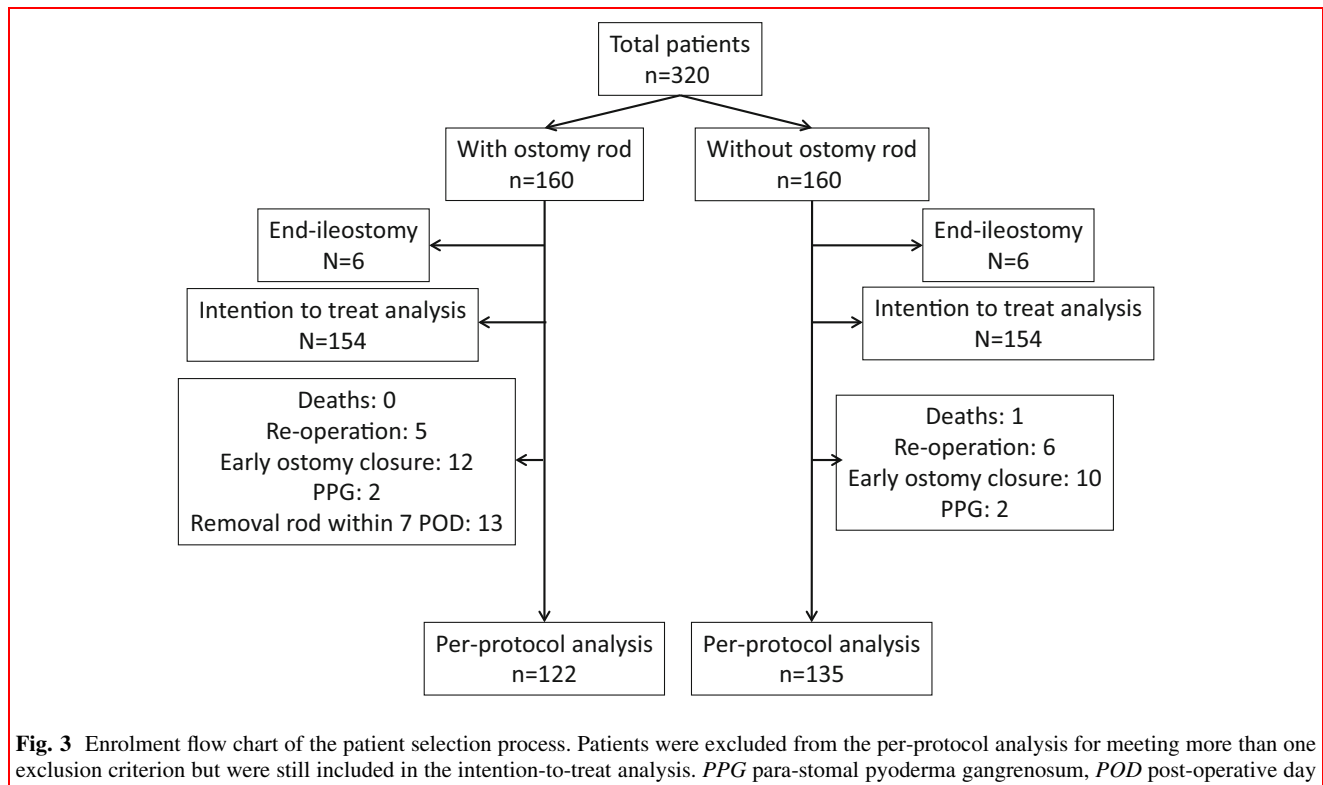 Total patients
n=320
With ostomy rod
n=160
Without ostomy rod
n=160
End-ileostomy
N=6
End-ileostomy
N=6
Intention to treat analysis
N=154
Intention to treat analysis
N=154
Deaths: 0
Re-operation: 5
Early ostomy closure: 12
PPG: 2
Removal rod within 7 POD: 13
Deaths: 1
Re-operation: 6
Early ostomy closure: 10
PPG: 2
Per-protocol analysis
n=122
Per-protocol analysis
n=135
Fig. 3 Enrolment flow chart of the patient selection process. Patients were excluded from the per-protocol analysis for meeting more than one
exclusion criterion but were still included in the intention-to-treat analysis. PPG para-stomal pyoderma gangrenosum, POD post-operative day